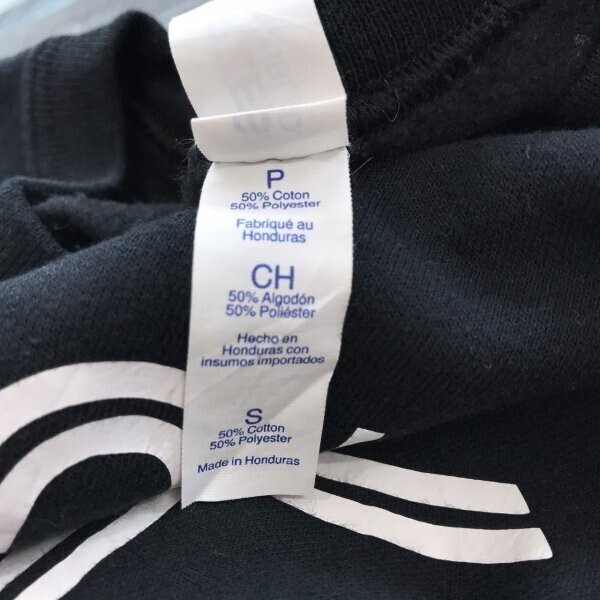 P
50% Coton
50% Polyester
Fabriqué au
Honduras
CH
50% Algodón
50% Poliéster
Hecho en
Honduras con
insumos importados
S
50% Cotton
50% Polyester
Made in Honduras